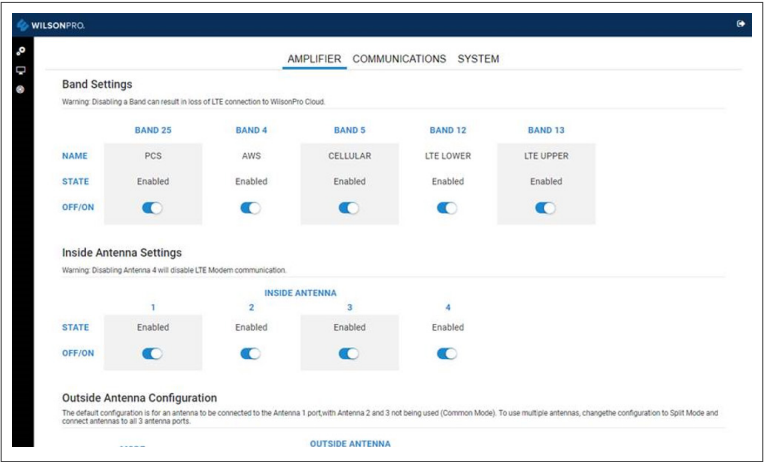 WILSONPRO.
AMPLIFIER COMMUNICATIONS SYSTEM
Band Settings
Warning: Disabling a Band can result in loss of LTE connection to WilsonPro Cloud.
BAND 25 BAND 4 BAND 5 BAND 12 BAND 13
NAME PCS AWS CELLULAR LTE LOWER LTE UPPER
STATE Enabled Enabled Enabled Enabled Enabled
OFF/ON
Inside Antenna Settings
Warning: Disabling Antenna 4 will disable LTE Modem communication.
INSIDE ANTENNA
1 2 3 4
STATE Enabled Enabled Enabled Enabled
OFF/ON
Outside Antenna Configuration
The default configuration is for an antenna to be connected to the Antenna 1 port,with Antenna 2 and 3 not being used (Common Mode). To use multiple antennas, changethe configuration to Split Mode and
connect antennas to all 3 antenna ports.
OUTSIDE ANTENNA